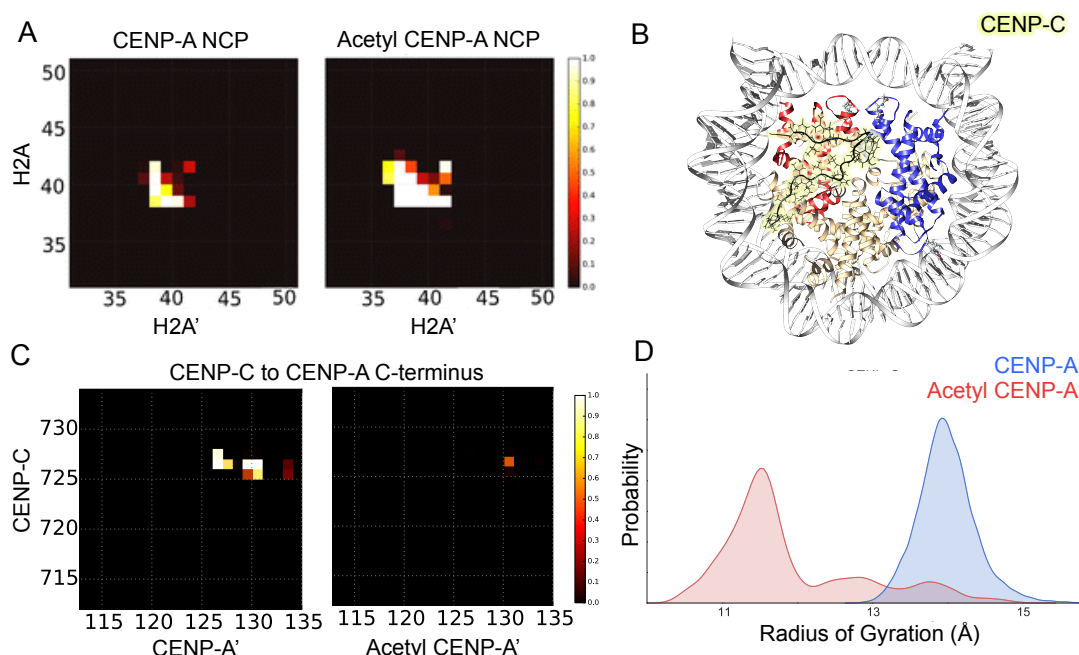 A
CENP-A NCP
Acetyl CENP-A NCP
H2A
50
45
40
35
35 40 45 50
H2A'
35 40 45 50
H2A'
1.0
0.9
0.8
0.7
0.6
0.5
0.4
0.3
0.2
0.1
0.0
B
CENP-C
C
CENP-C to CENP-A C-terminus
CENP-C
730
725
720
715
115 120 125 130 135
CENP-A'
115 120 125 130 135
Acetyl CENP-A'
1.0
0.9
0.8
0.7
0.6
0.5
0.4
0.3
0.2
0.1
0.0
D
CENP-A
Acetyl CENP-A
Probability
11 13 15
Radius of Gyration (Å)